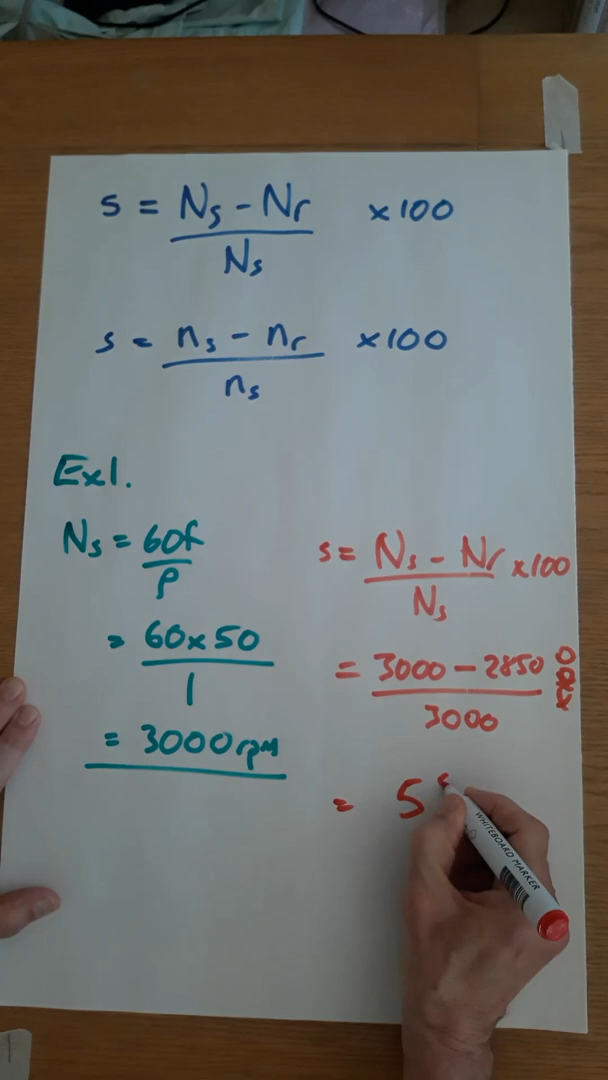 s = Ns - Nr x100
Ns
s = ns - nr x100
ns
Ex1.
Ns = 60f
P
= 60x50
1
= 3000rpm
s = Ns - Nr x100
Ns
= 3000 - 2850 x100
3000
= 5
WHITEBOARD MARKER